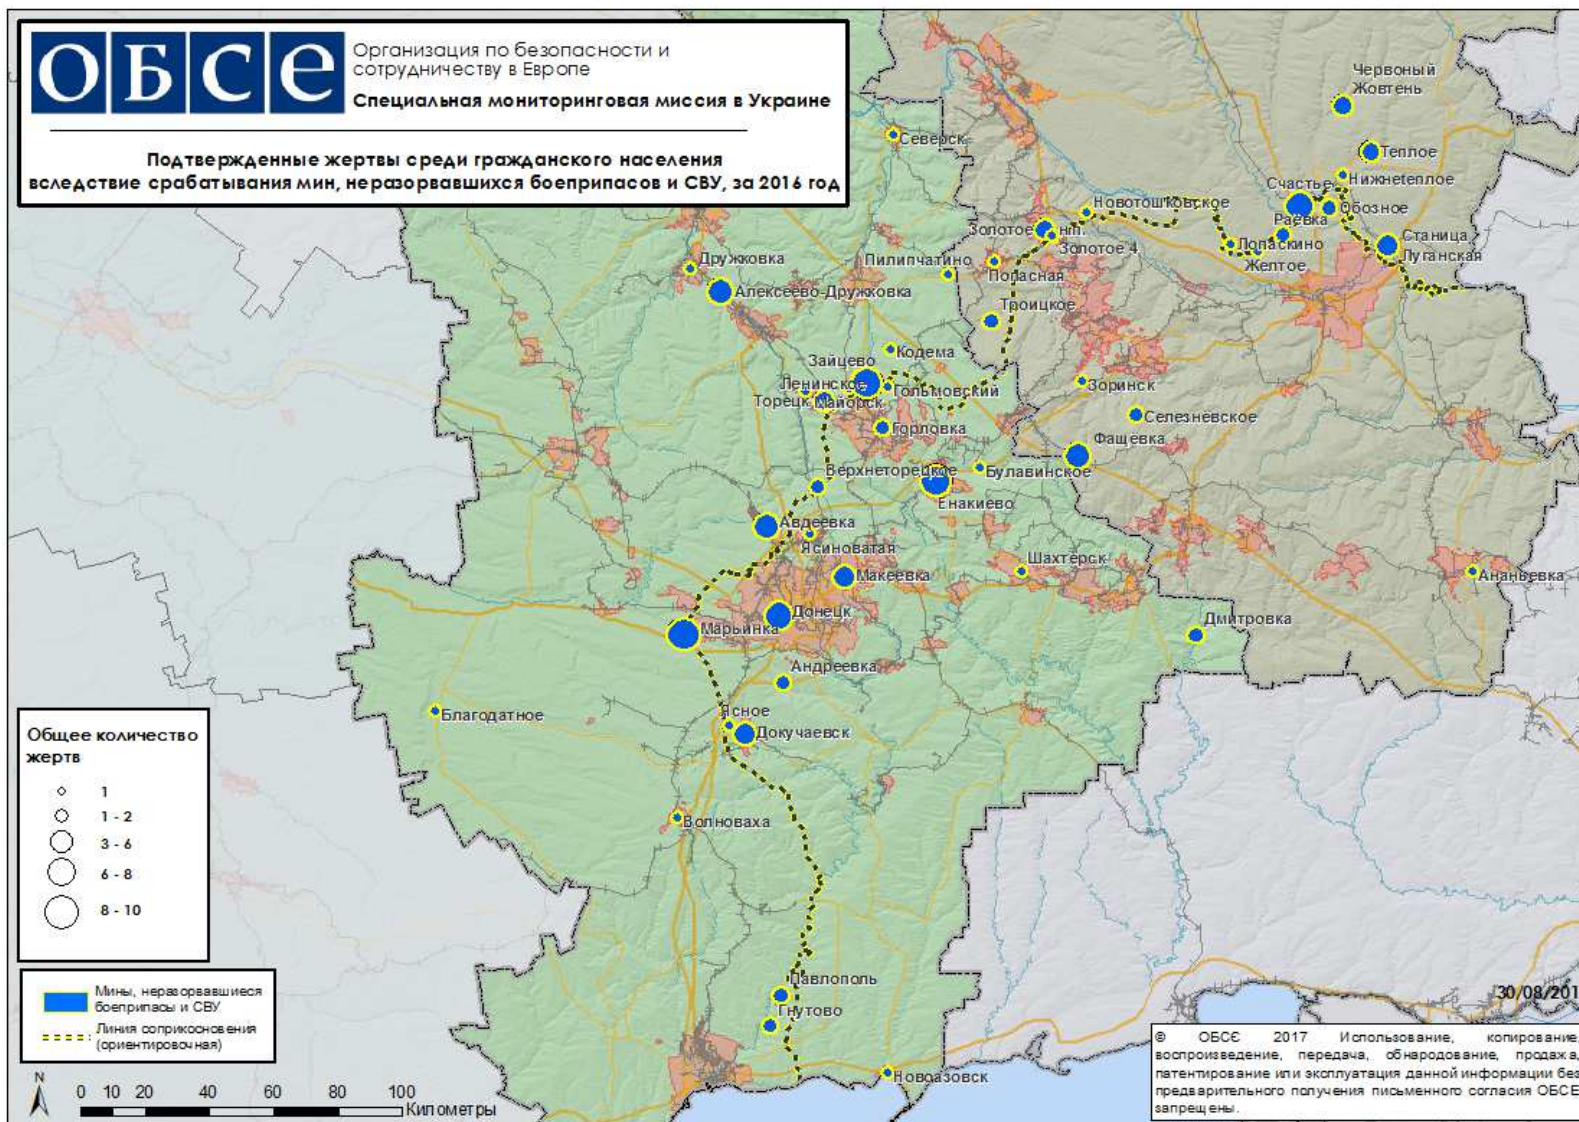 ОБСЕ
Организация по безопасности и
сотрудничеству в Европе
Специальная мониторинговая миссия в Украине
Подтвержденные жертвы среди гражданского населения
вследствие срабатывания мин, неразорвавшихся боеприпасов и СВУ, за 2016 год
Червоный
Жовтень
Северск
Теплое
Нижнетеплое
Счастье
Новотошковское
Обозное
Раевка
Золотое
нп.
Золотое 4
Лопаскино
Станица
Луганская
Желтое
Дружковка
Пилипчатино
Попасная
Алексеево-Дружковка
Троицкое
Кодема
Зайцево
Ленинское
Гольмовский
Зоринск
Торецк
Майорск
Селезневское
Горловка
Фащевка
Верхнеторецкое
Булавинское
Енакиево
Авдеевка
Ясиноватая
Шахтерск
Макеевка
Ананьевка
Донецк
Дмитровка
Марьинка
Андреевка
Благодатное
Ясное
Докучаевск
Волноваха
Павлополь
Гнутово
Новоазовск
Общее количество
жертв
1
1 - 2
3 - 6
6 - 8
8 - 10
Мины, неразорвавшиеся
боеприпасы и СВУ
Линия соприкосновения
(ориентировочная)
N
0 10 20 40 60 80 100
Километры
30/08/201
© ОБСЄ 2017 Использование, копирование,
воспроизведение, передача, обнародование, продажа,
патентирование или эксплуатация данной информации без
предварительного получения письменного согласия ОБСЕ
запрещены.